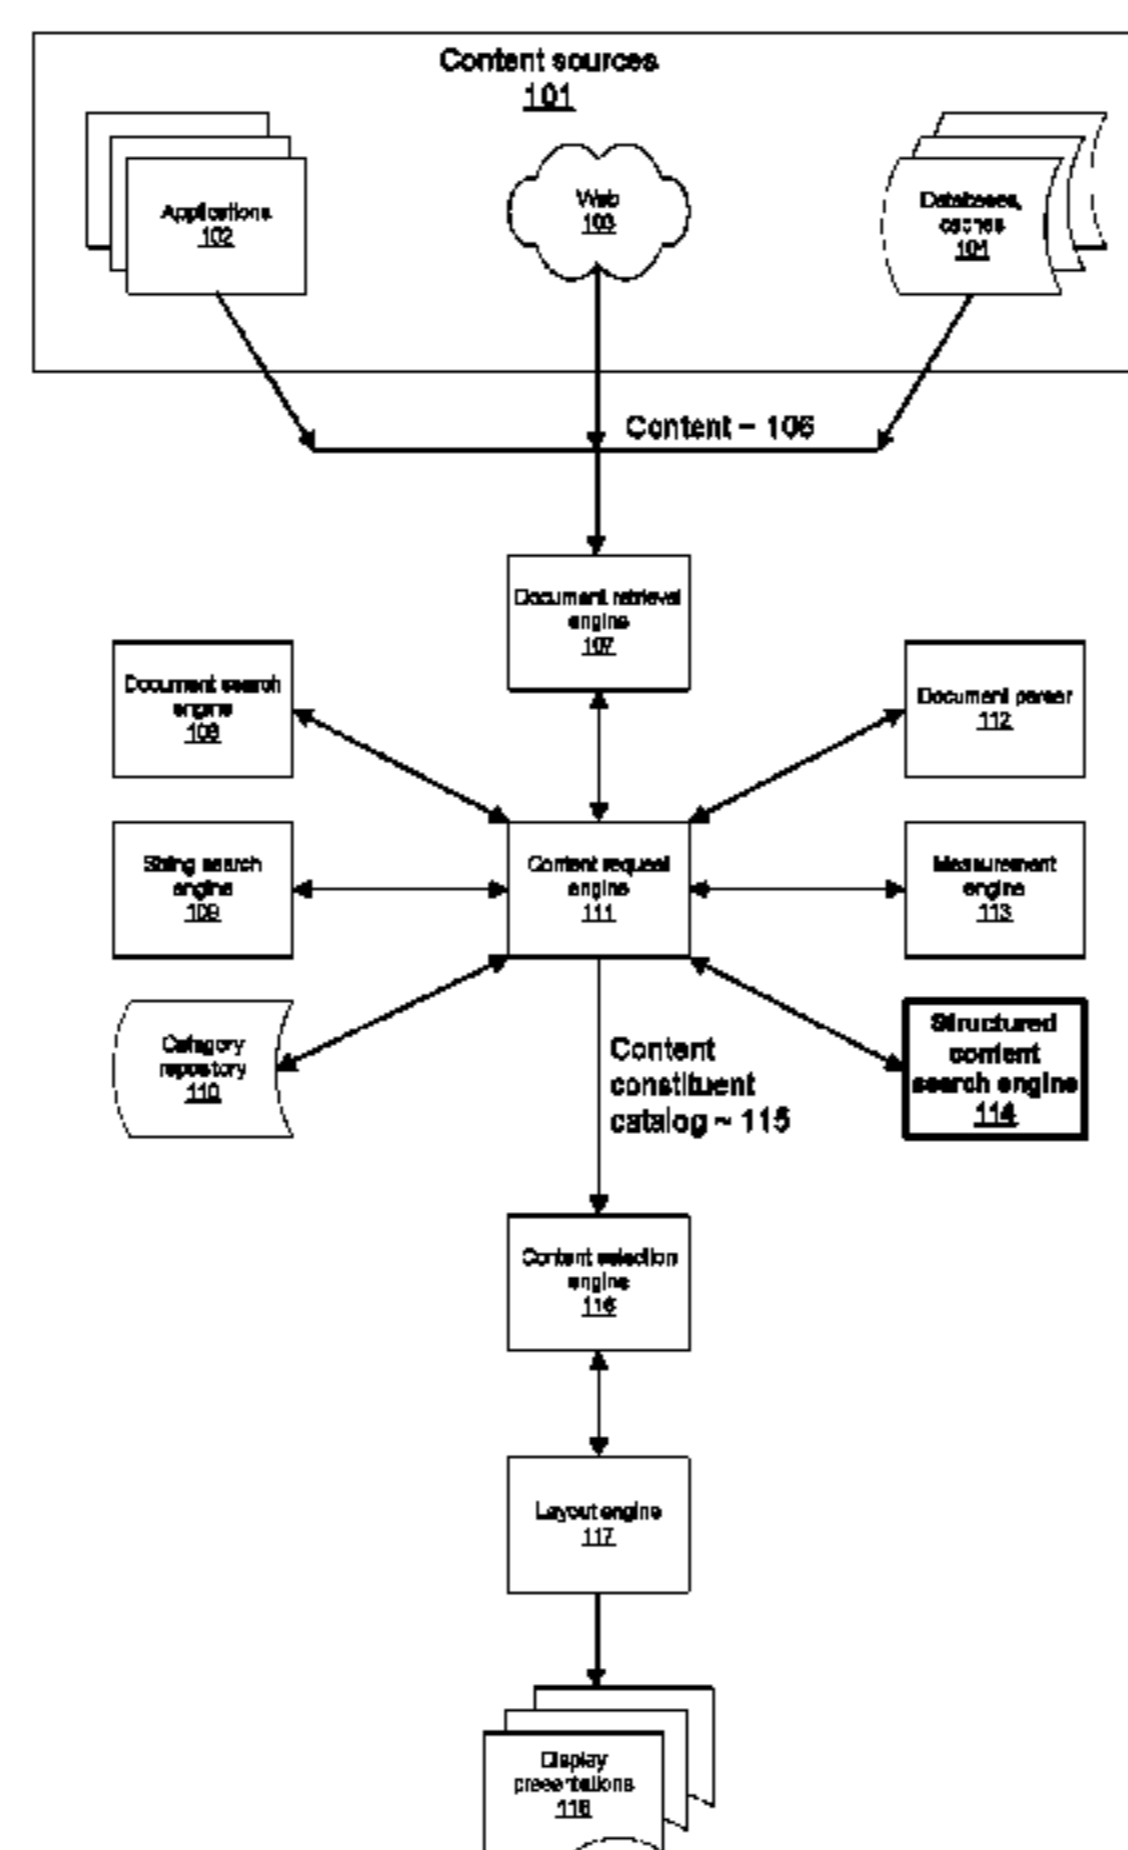 Content sources
101
Applications
102
Web
103
Databases,
caches
104
Content ~ 106
Document retrieval
engine
107
Document search
engine
108
Document parser
112
String search
engine
109
Content request
engine
111
Measurement
engine
113
Category
repository
110
Content
constituent
catalog ~ 115
Structured
content
search engine
114
Content selection
engine
116
Layout engine
117
Display
presentations
118